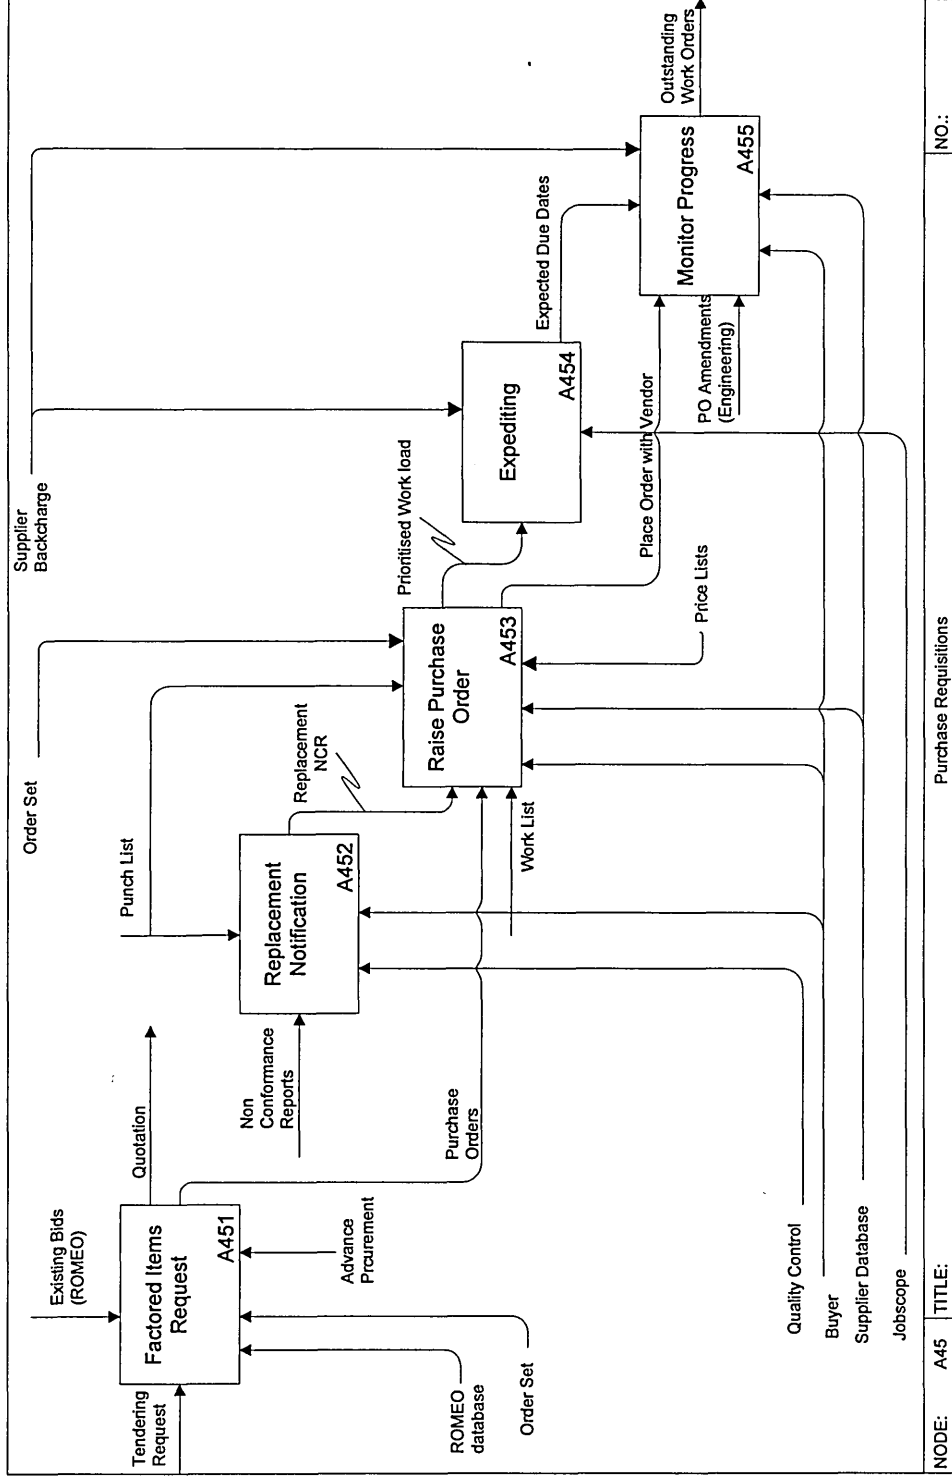 Supplier
Backcharge
Order Set
Punch List
Existing Bids
(ROMEO)
Quotation
Tendering
Request
Factored Items
Request
A451
Non
Conformance
Reports
Replacement
Notification
A452
Replacement
NCR
Raise Purchase
Order
A453
Prioritised Work load
Expediting
A454
Expected Due Dates
Monitor Progress
A455
Outstanding
Work Orders
ROMEO
database
Order Set
Advance
Prcurement
Purchase
Orders
Work List
Price Lists
Place Order with Vendor
PO Amendments
(Engineering)
Quality Control
Buyer
Supplier Database
Jobscope
NODE: A45 TITLE: Purchase Requisitions NO.: